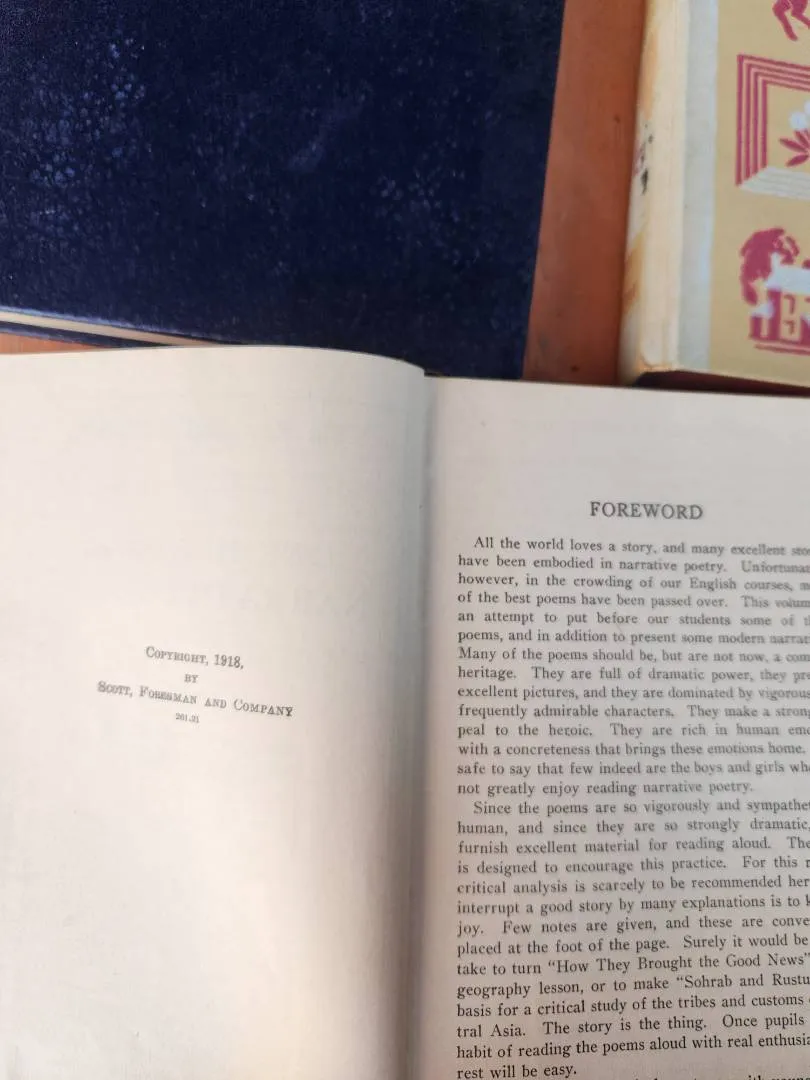 COPYRIGHT, 1918,
BY
SCOTT, FORESMAN AND COMPANY
261.21
FOREWORD
All the world loves a story, and many excellent
have been embodied in narrative poetry.
however, in the crowding of our English courses,
of the best poems have been passed over. This
an attempt to put before our students some of
poems, and in addition to present some modern
Many of the poems should be, but are not now, a
heritage. They are full of dramatic power, they
excellent pictures, and they are dominated by
frequently admirable characters. They make a
peal to the heroic. They are rich in human
with a concreteness that brings these emotions home.
safe to say that few indeed are the boys and girls
not greatly enjoy reading narrative poetry.
Since the poems are so vigorously and
human, and since they are so strongly dramatic,
furnish excellent material for reading aloud.
is designed to encourage this practice. For this
critical analysis is scarcely to be recommended
interrupt a good story by many explanations is to
joy. Few notes are given, and these are
placed at the foot of the page. Surely it would be
take to turn "How They Brought the Good News"
geography lesson, or to make "Sohrab and
basis for a critical study of the tribes and customs
tral Asia. The story is the thing. Once pupils
habit of reading the poems aloud with real
rest will be easy.